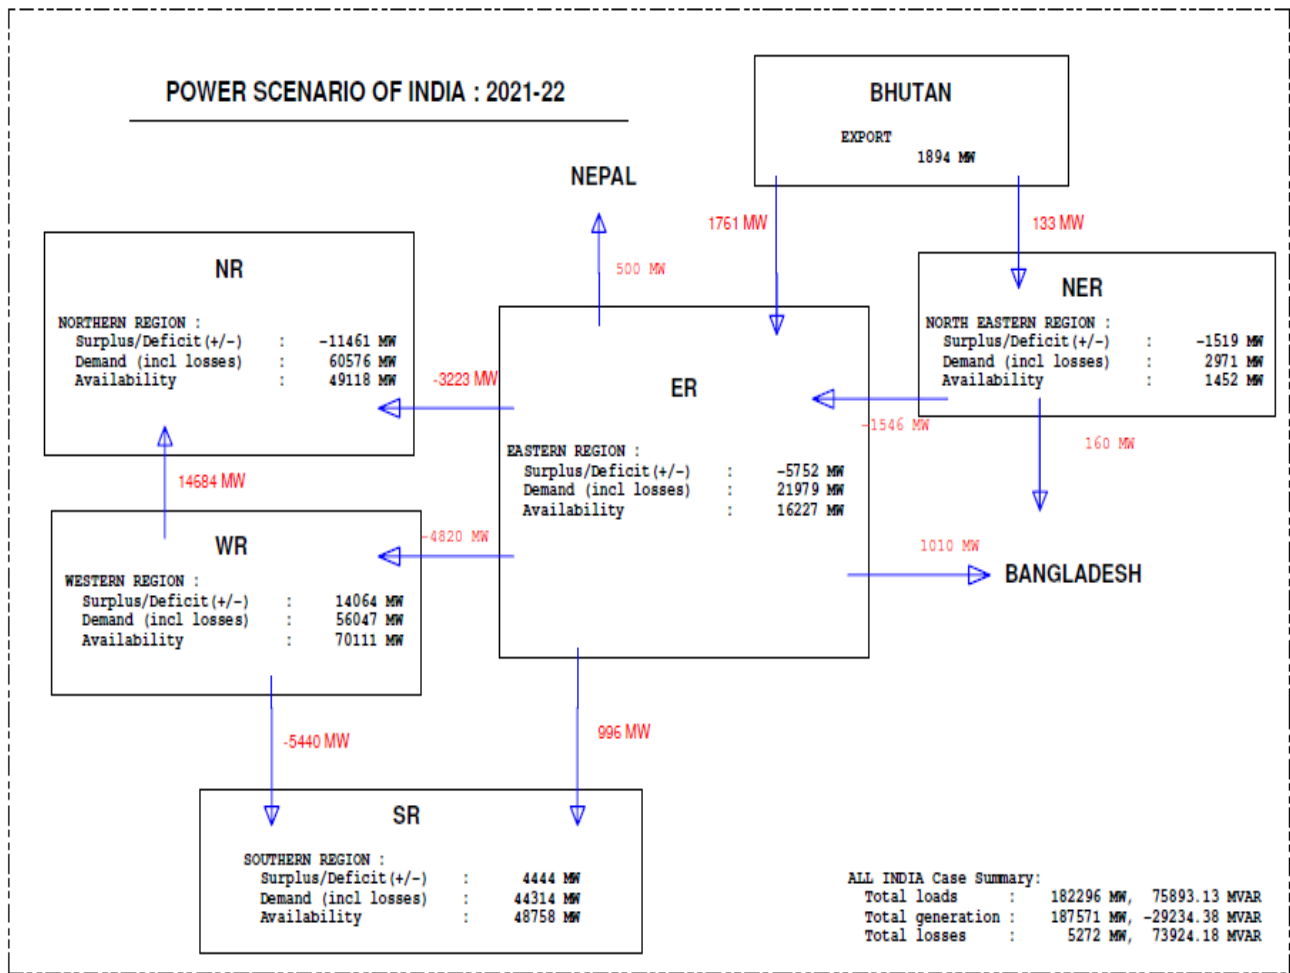 POWER SCENARIO OF INDIA : 2021-22
BHUTAN
EXPORT
1894 MW
NEPAL
1761 MW
133 MW
500 MW
NR
NORTHERN REGION :
Surplus/Deficit(+/-) : -11461 MW
Demand (incl losses) : 60576 MW
Availability : 49118 MW
NER
NORTH EASTERN REGION :
Surplus/Deficit(+/-) : -1519 MW
Demand (incl losses) : 2971 MW
Availability : 1452 MW
-3223 MW
ER
EASTERN REGION :
Surplus/Deficit(+/-) : -5752 MW
Demand (incl losses) : 21979 MW
Availability : 16227 MW
-1546 MW
160 MW
14684 MW
-4820 MW
1010 MW
BANGLADESH
WR
WESTERN REGION :
Surplus/Deficit(+/-) : 14064 MW
Demand (incl losses) : 56047 MW
Availability : 70111 MW
-5440 MW
996 MW
SR
SOUTHERN REGION :
Surplus/Deficit(+/-) : 4444 MW
Demand (incl losses) : 44314 MW
Availability : 48758 MW
ALL INDIA Case Summary:
Total loads : 182296 MW, 75893.13 MVAR
Total generation : 187571 MW, -29234.38 MVAR
Total losses : 5272 MW, 73924.18 MVAR